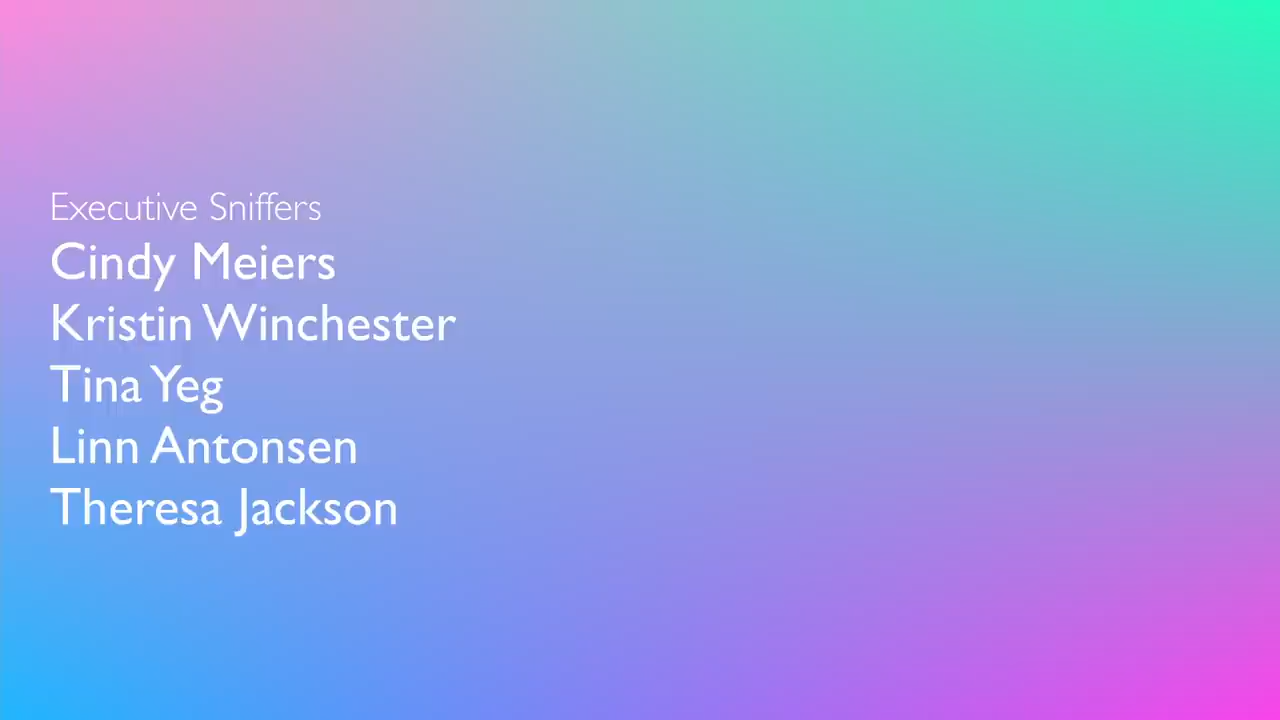 Executive Sniffers
Cindy Meiers
Kristin Winchester
Tina Yeg
Linn Antonsen
Theresa Jackson